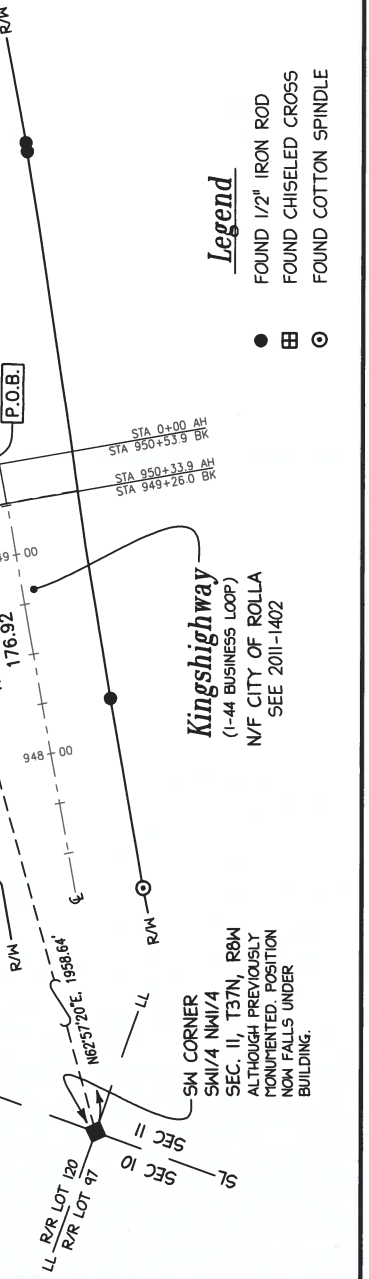 R/W
P.O.B.
Legend
FOUND 1/2" IRON ROD
FOUND CHISELED CROSS
FOUND COTTON SPINDLE
STA 0+00 AH
STA 950+53.9 BK
STA 950+33.9 AH
STA 949+26.0 BK
49 00
176.92
948 00
Kingshighway
(I-44 BUSINESS LOOP)
N/F CITY OF ROLLA
SEE 2011-1402
R/W
R/W
N62°57'20"E, 1958.64'
LL
SW CORNER
SW1/4 NW1/4
SEC. 11, T37N, R8W
ALTHOUGH PREVIOUSLY
MONUMENTED. POSITION
NOW FALLS UNDER
BUILDING.
SEC 11
SEC 10
SL
R/R LOT 120
LL
R/R LOT 97